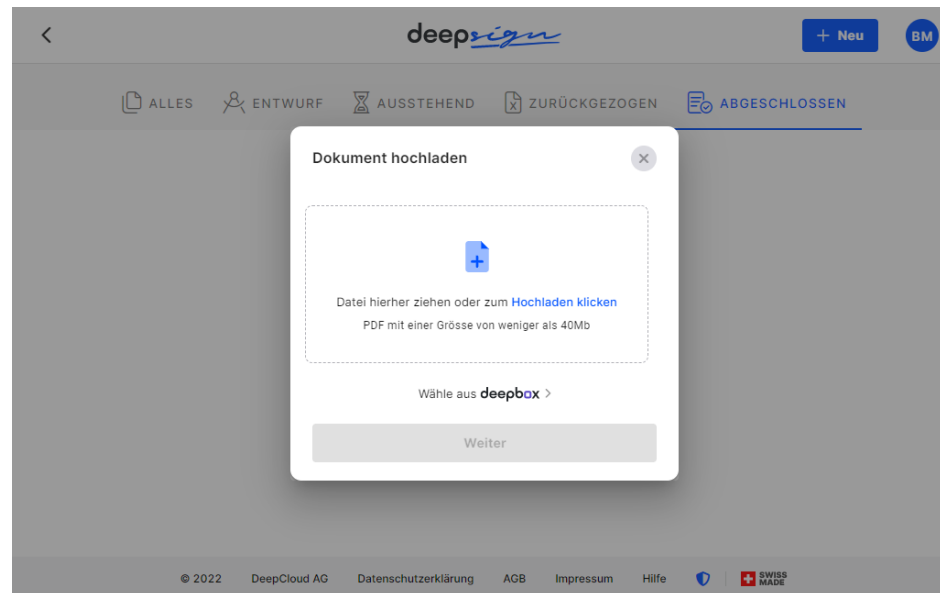 deepsign
+ Neu
BM
ALLES
ENTWURF
AUSSTEHEND
ZURÜCKGEZOGEN
ABGESCHLOSSEN
Dokument hochladen
Datei hierher ziehen oder zum Hochladen klicken
PDF mit einer Grösse von weniger als 40Mb
Wähle aus deepbox >
Weiter
© 2022
DeepCloud AG
Datenschutzerklärung
AGB
Impressum
Hilfe
SWISS
MADE